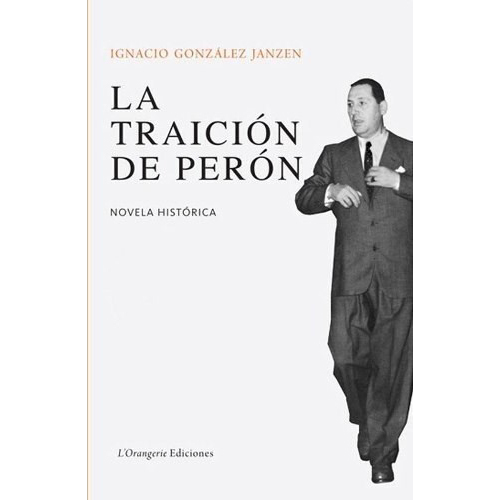 IGNACIO GONZÁLEZ JANZEN
LA
TRAICIÓN
DE PERÓN
NOVELA HISTÓRICA
L'Orangerie Ediciones